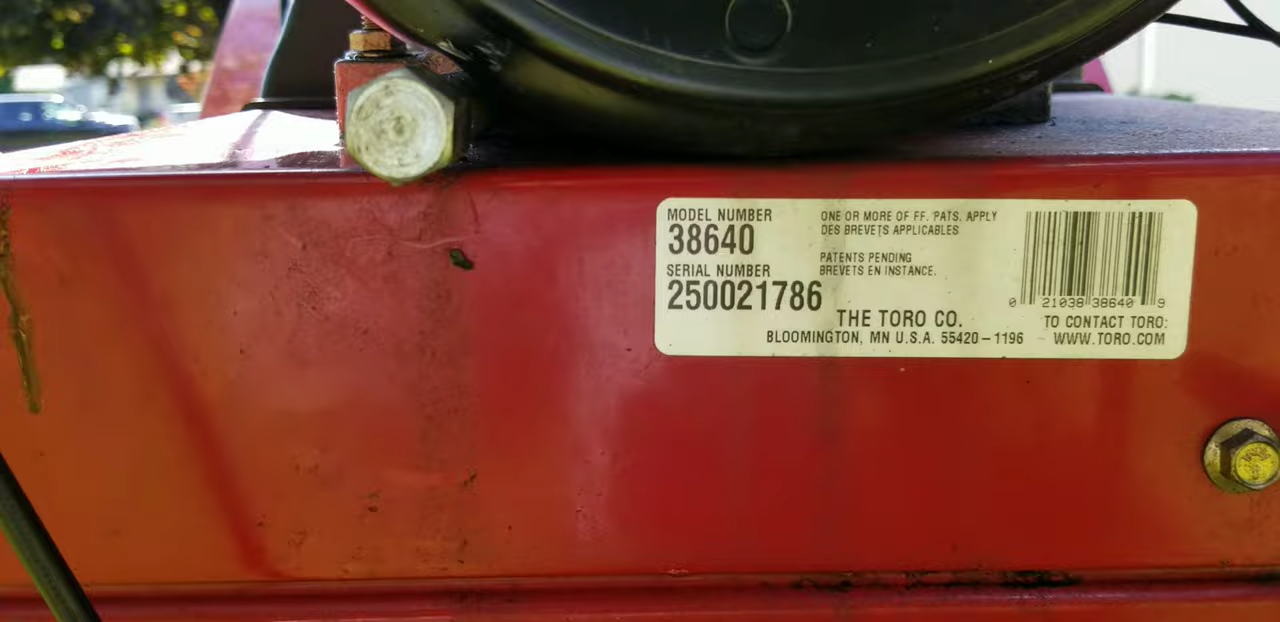 MODEL NUMBER
38640
SERIAL NUMBER
250021786
ONE OR MORE OF FF. PATS. APPLY
DES BREVETS APPLICABLES
PATENTS PENDING
BREVETS EN INSTANCE.
0 21038 38640 9
THE TORO CO.
BLOOMINGTON, MN U.S.A. 55420-1196
TO CONTACT TORO:
WWW.TORO.COM